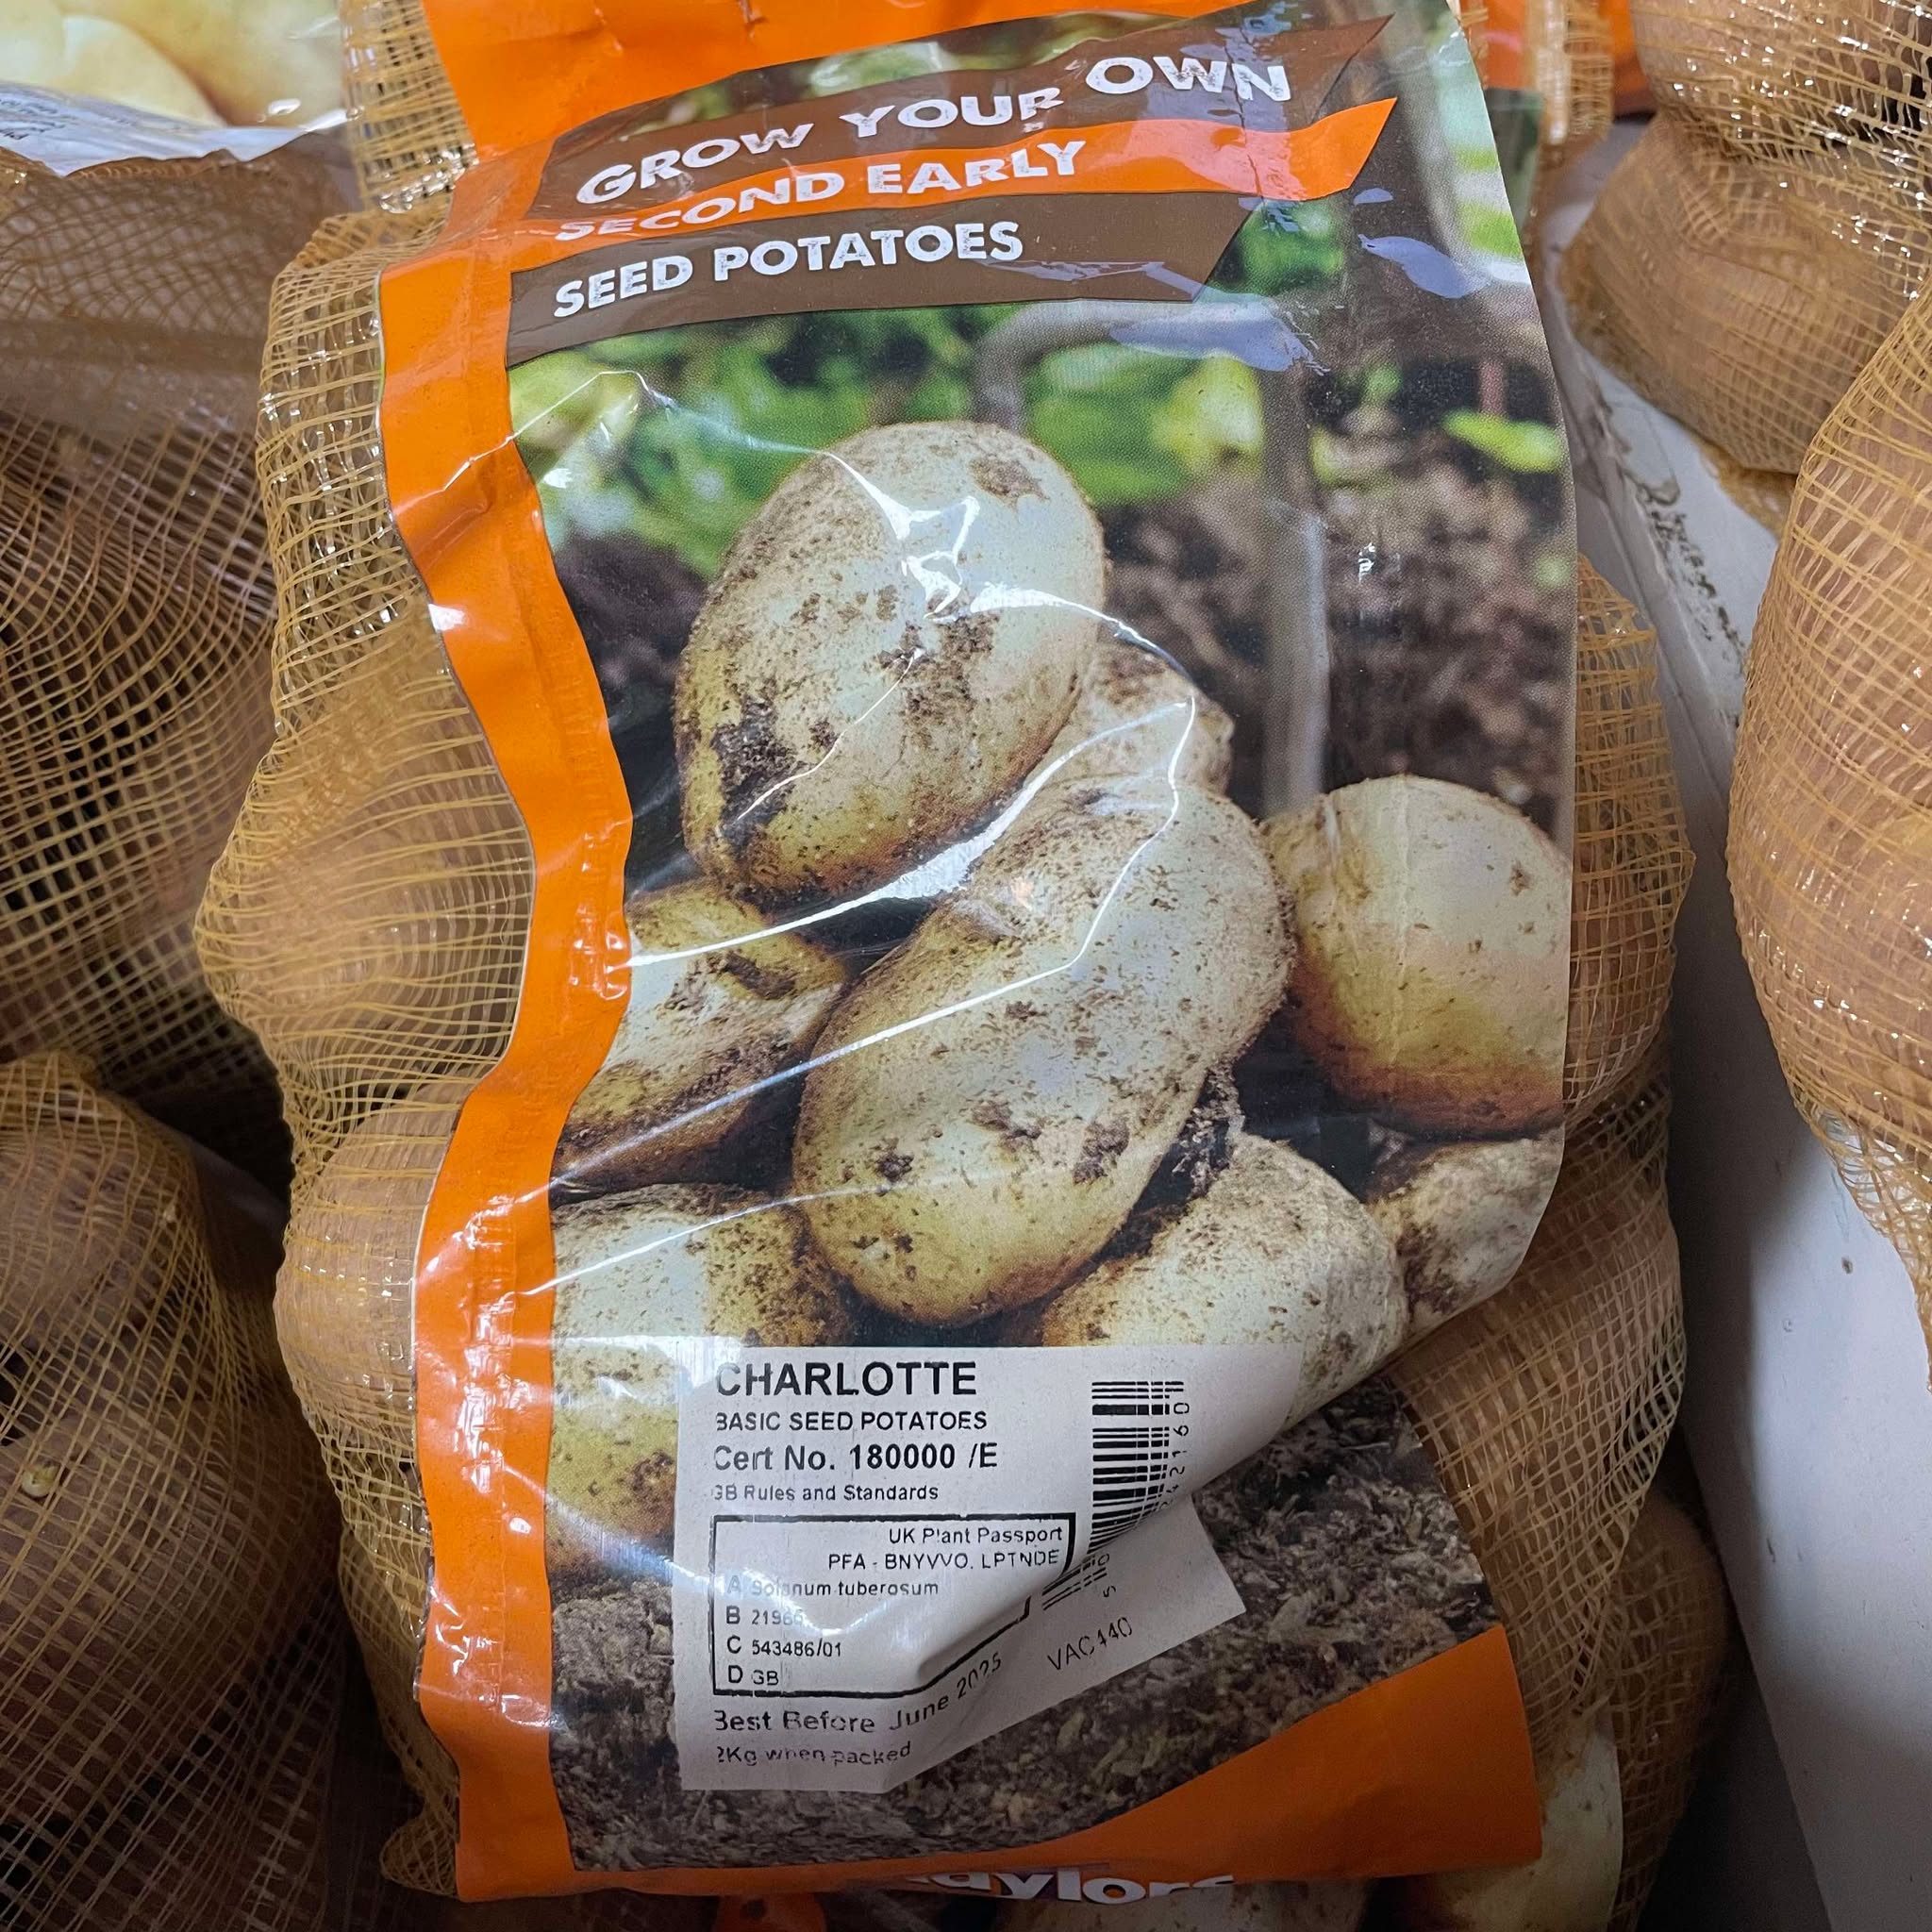 GROW YOUR OWN
SECOND EARLY
SEED POTATOES
CHARLOTTE
BASIC SEED POTATOES
Cert No. 180000 /E
GB Rules and Standards
UK Plant Passport
PFA - BNYVVO. LPTNDE
A Solanum tuberosum
B
C 543486/01
D GB
Best Before June 2025
2Kg when packed
VAC440
Taylors